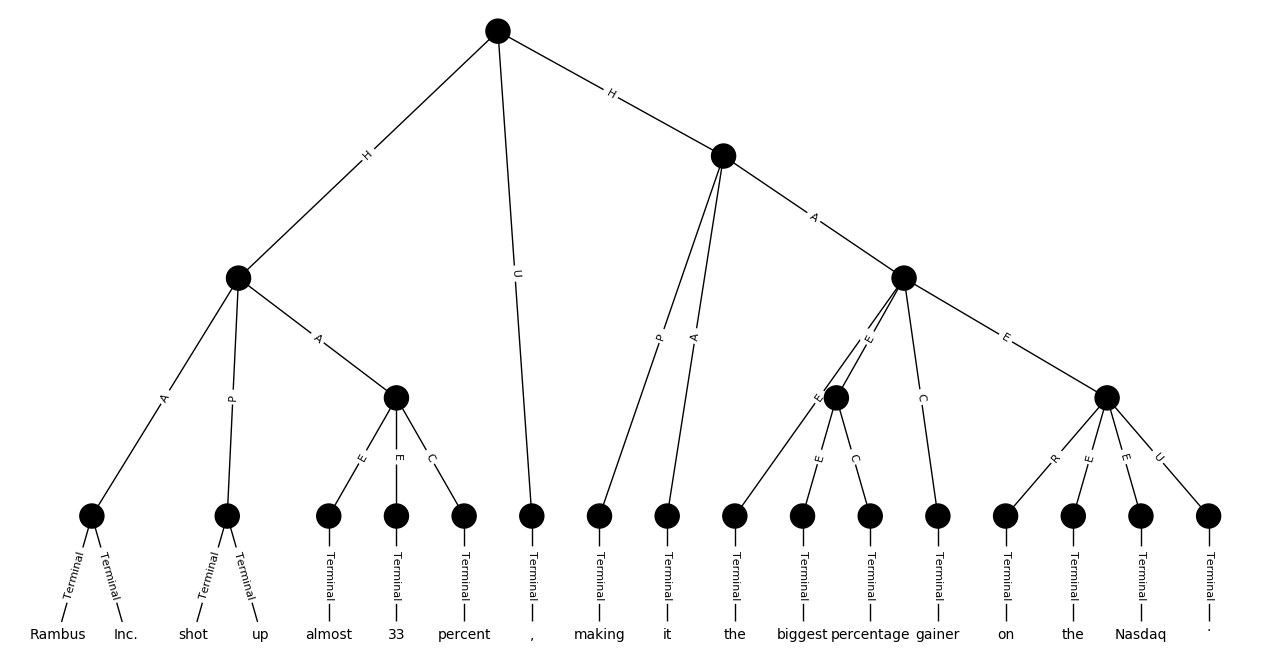 H
H
U
H
A
P
A
P
A
A
E
E
C
E
E
E
C
C
R
E
E
U
Terminal Terminal Terminal Terminal Terminal Terminal Terminal Terminal Terminal Terminal Terminal Terminal Terminal Terminal Terminal Terminal Terminal Terminal
Rambus Inc. shot up almost 33 percent , making it the biggest percentage gainer on the Nasdaq .